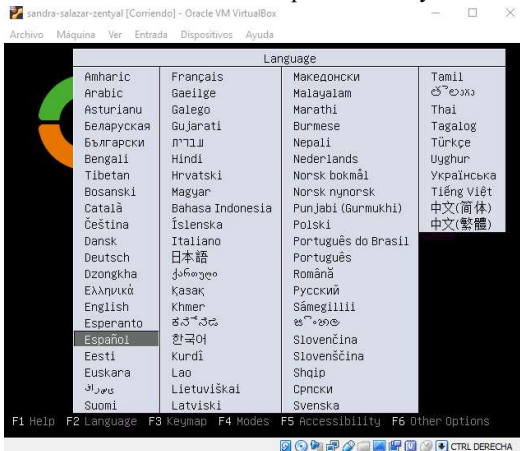 sandra-salazar-zentyal [Corriendo] - Oracle VM VirtualBox
Archivo Máquina Ver Entrada Dispositivos Ayuda
Language
Amharic
Arabic
Asturianu
Беларуская
Български
Bengali
Tibetan
Bosanski
Català
Čeština
Dansk
Deutsch
Dzongkha
Ελληνικά
English
Esperanto
Español
Eesti
Euskara
Suomi
Français
Gaeilge
Galego
Gujarati
עברית
Hindi
Hrvatski
Magyar
Bahasa Indonesia
Íslenska
Italiano
日本語
ქართული
Қазақ
Khmer
ಕನ್ನಡ
한국어
Kurdî
Lao
Lietuviškai
Latviski
Македонски
Malayalam
Marathi
Burmese
Nepali
Nederlands
Norsk bokmål
Norsk nynorsk
Punjabi (Gurmukhi)
Polski
Português do Brasil
Português
Română
Русский
Sámegillii
සිංහල
Slovenčina
Slovenščina
Shqip
Српски
Svenska
Tamil
తెలుగు
Thai
Tagalog
Türkçe
Uyghur
Українська
Tiếng Việt
中文(简体)
中文(繁體)
F1 Help F2 Language F3 Keymap F4 Modes F5 Accessibility F6 Other Options
CTRL DERECHA